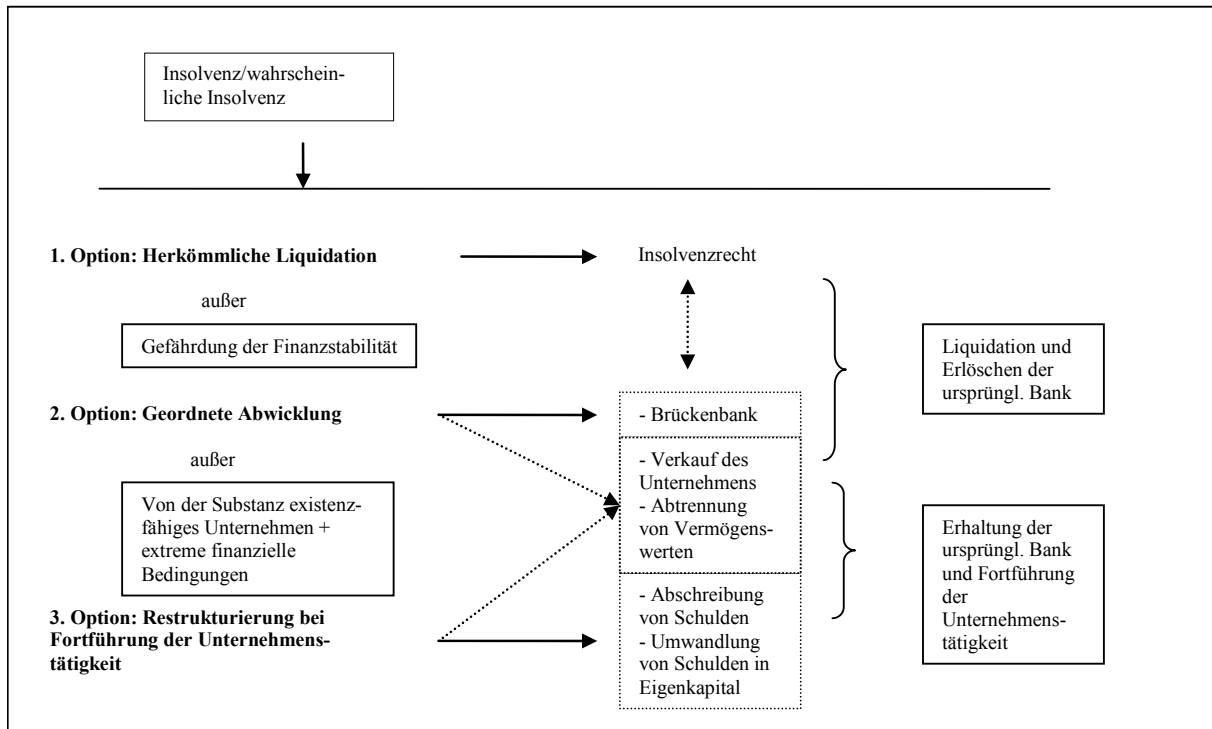 Insolvenz/wahrschein-
liche Insolvenz
1. Option: Herkömmliche Liquidation
Insolvenzrecht
außer
Gefährdung der Finanzstabilität
Liquidation und
Erlöschen der
ursprüngl. Bank
2. Option: Geordnete Abwicklung
- Brückenbank
außer
- Verkauf des
Unternehmens
- Abtrennung
von Vermögens-
werten
Von der Substanz existenz-
fähiges Unternehmen +
extreme finanzielle
Bedingungen
Erhaltung der
ursprüngl. Bank
und Fortführung
der
Unternehmens-
tätigkeit
3. Option: Restrukturierung bei
Fortführung der Unternehmens-
tätigkeit
- Abschreibung
von Schulden
- Umwandlung
von Schulden in
Eigenkapital